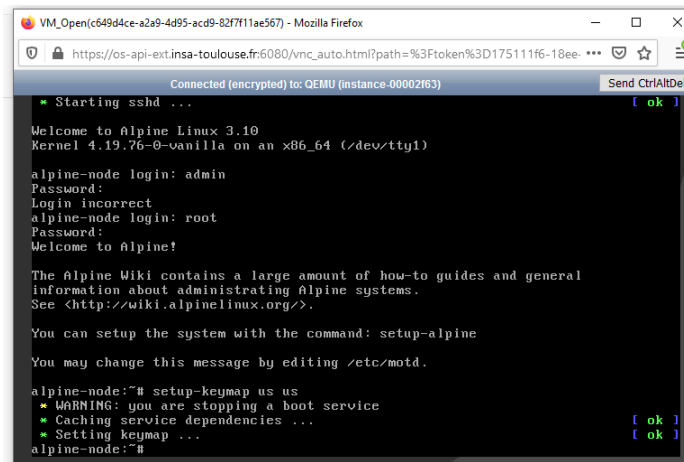 VM_Open(c649d4ce-a2a9-4d95-acd9-82f7f11ae567) - Mozilla Firefox
https://os-api-ext.insa-toulouse.fr:6080/vnc_auto.html?path=%3Ftoken%3D175111f6-18ee-
Connected (encrypted) to: QEMU (instance-00002f63)
Send CtrlAltDe
* Starting sshd ... [ ok ]
Welcome to Alpine Linux 3.10
Kernel 4.19.76-0-vanilla on an x86_64 (/dev/tty1)
alpine-node login: admin
Password:
Login incorrect
alpine-node login: root
Password:
Welcome to Alpine!
The Alpine Wiki contains a large amount of how-to guides and general
information about administrating Alpine systems.
See <http://wiki.alpinelinux.org/>.
You can setup the system with the command: setup-alpine
You may change this message by editing /etc/motd.
alpine-node:~# setup-keymap us us
* WARNING: you are stopping a boot service
* Caching service dependencies ... [ ok ]
* Setting keymap ... [ ok ]
alpine-node:~#